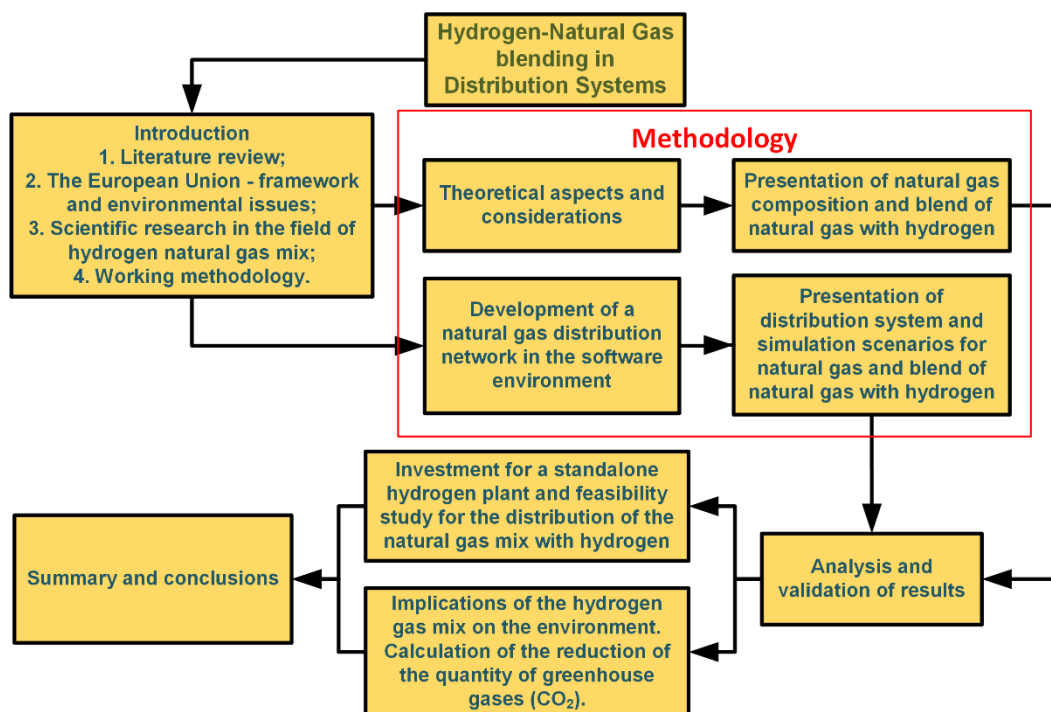 Hydrogen-Natural Gas
blending in
Distribution Systems
Introduction
1. Literature review;
2. The European Union - framework
and environmental issues;
3. Scientific research in the field of
hydrogen natural gas mix;
4. Working methodology.
Methodology
Theoretical aspects and
considerations
Presentation of natural gas
composition and blend of
natural gas with hydrogen
Development of a
natural gas distribution
network in the software
environment
Presentation of
distribution system and
simulation scenarios for
natural gas and blend of
natural gas with hydrogen
Investment for a standalone
hydrogen plant and feasibility
study for the distribution of the
natural gas mix with hydrogen
Summary and conclusions
Analysis and
validation of results
Implications of the hydrogen
gas mix on the environment.
Calculation of the reduction of
the quantity of greenhouse
gases (CO₂).